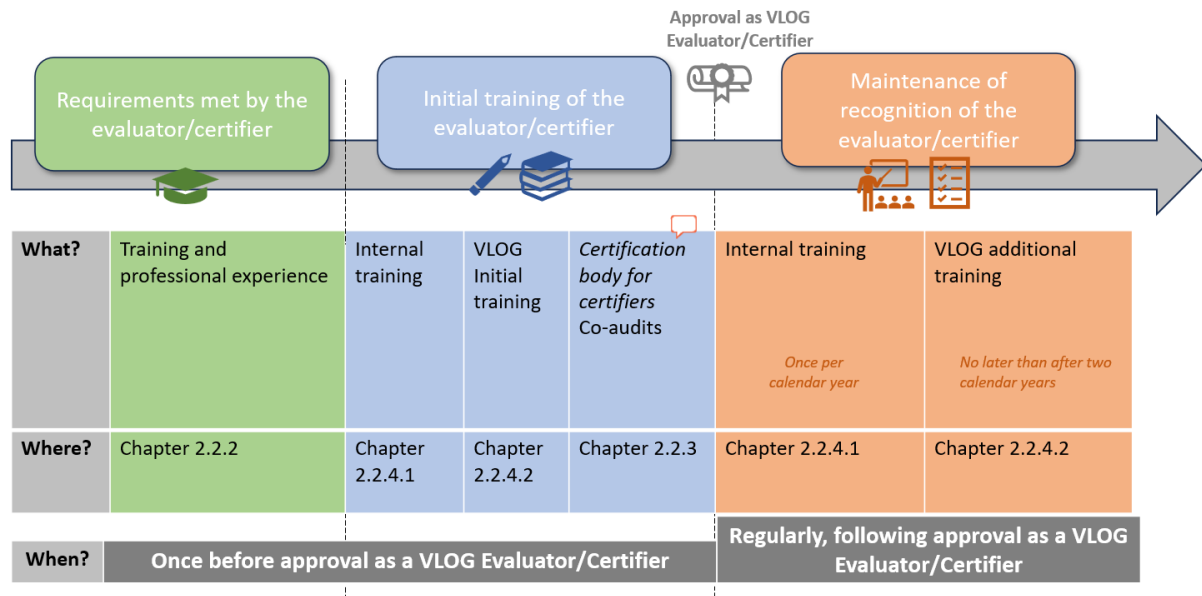 Approval as VLOG
Evaluator/Certifier
Requirements met by the
evaluator/certifier
Initial training of the
evaluator/certifier
Maintenance of
recognition of the
evaluator/certifier
What?
Training and
professional experience
Internal
training
VLOG
Initial
training
Certification
body for
certifiers
Co-audits
Internal training
Once per
calendar year
VLOG additional
training
No later than after two
calendar years
Where?
Chapter 2.2.2
Chapter
2.2.4.1
Chapter
2.2.4.2
Chapter 2.2.3
Chapter 2.2.4.1
Chapter 2.2.4.2
When?
Once before approval as a VLOG Evaluator/Certifier
Regularly, following approval as a VLOG
Evaluator/Certifier